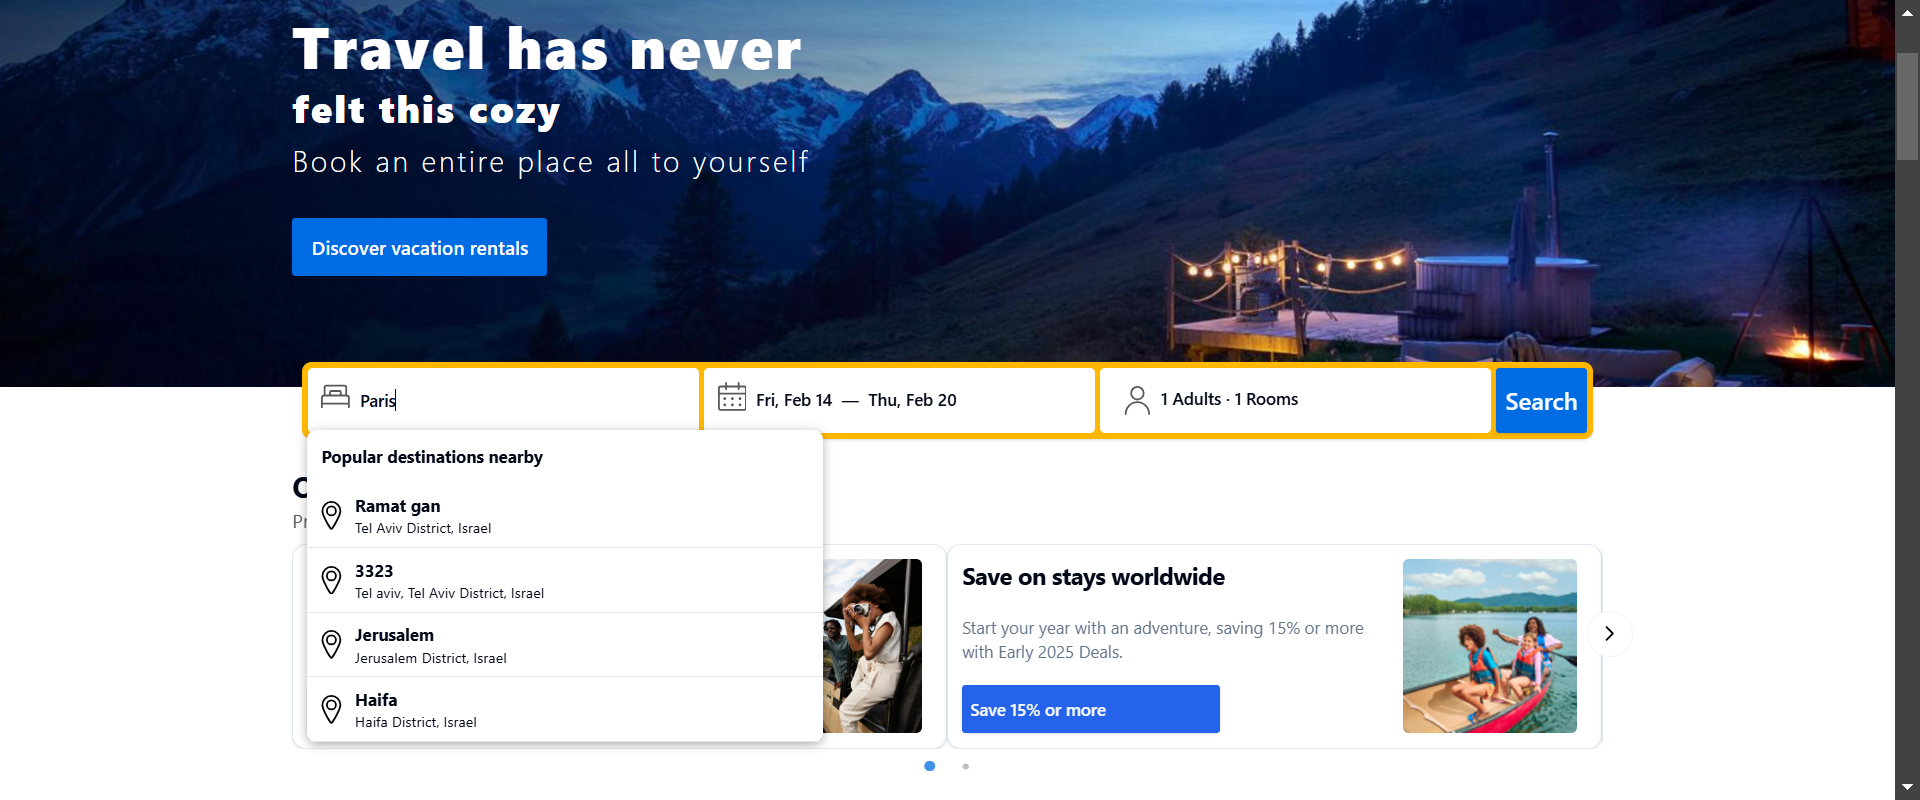 Travel has never
felt this cozy
Book an entire place all to yourself
Discover vacation rentals
Paris
Fri, Feb 14 — Thu, Feb 20
1 Adults · 1 Rooms
Search
Popular destinations nearby
Ramat gan
Tel Aviv District, Israel
3323
Tel aviv, Tel Aviv District, Israel
Jerusalem
Jerusalem District, Israel
Haifa
Haifa District, Israel
Save on stays worldwide
Start your year with an adventure, saving 15% or more
with Early 2025 Deals.
Save 15% or more